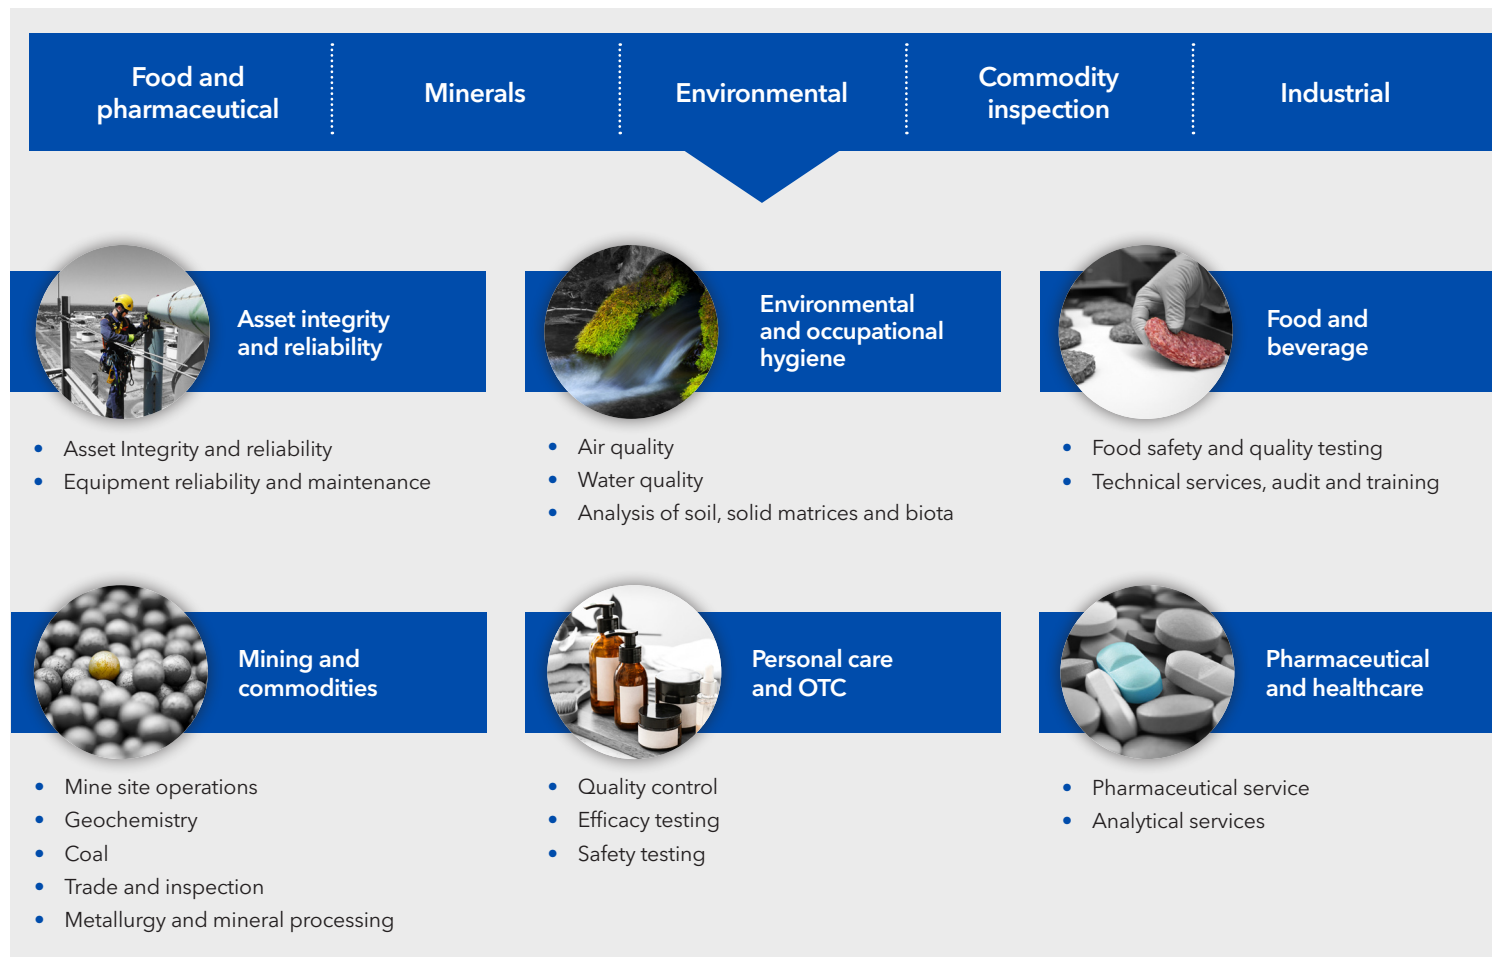 Food and
pharmaceutical
Minerals
Environmental
Commodity
inspection
Industrial
Asset integrity
and reliability
• Asset Integrity and reliability
• Equipment reliability and maintenance
Environmental
and occupational
hygiene
• Air quality
• Water quality
• Analysis of soil, solid matrices and biota
Food and
beverage
• Food safety and quality testing
• Technical services, audit and training
Mining and
commodities
• Mine site operations
• Geochemistry
• Coal
• Trade and inspection
• Metallurgy and mineral processing
Personal care
and OTC
• Quality control
• Efficacy testing
• Safety testing
Pharmaceutical
and healthcare
• Pharmaceutical service
• Analytical services